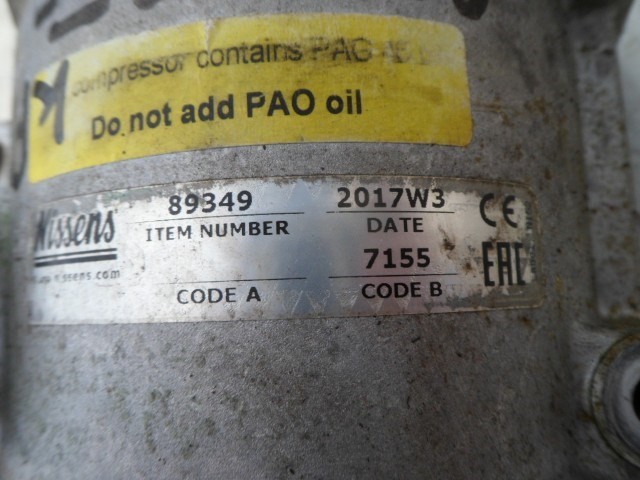 compressor contains PAG
Do not add PAO oil
Nissens
89349
ITEM NUMBER
CODE A
2017W3
DATE
7155
CODE B
CE
EAC